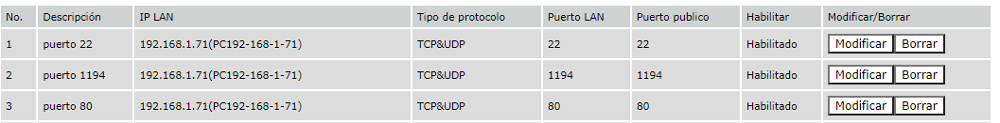 No. Descripción IP LAN Tipo de protocolo Puerto LAN Puerto publico Habilitar Modificar/Borrar
1 puerto 22 192.168.1.71(PC192-168-1-71) TCP&UDP 22 22 Habilitado Modificar Borrar
2 puerto 1194 192.168.1.71(PC192-168-1-71) TCP&UDP 1194 1194 Habilitado Modificar Borrar
3 puerto 80 192.168.1.71(PC192-168-1-71) TCP&UDP 80 80 Habilitado Modificar Borrar